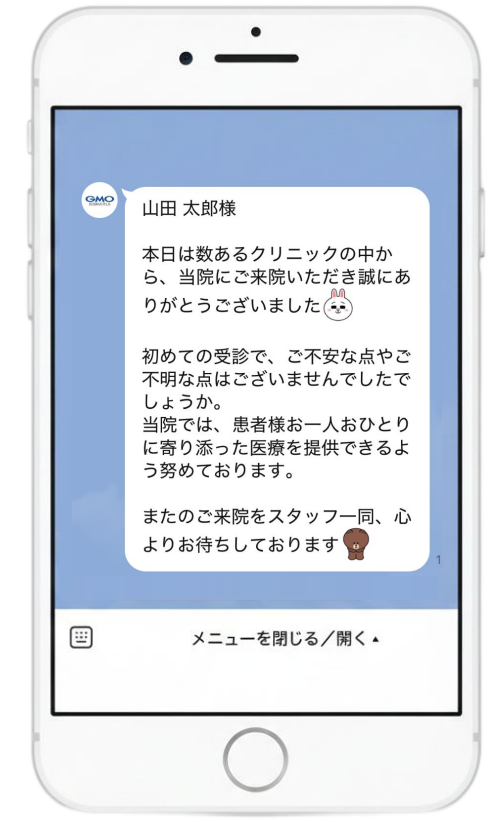 GMO
山田 太郎様
本日は数あるクリニックの中か
ら、当院にご来院いただき誠にあ
りがとうございました
初めての受診で、ご不安な点やご
不明な点はございませんでしたで
しょうか。
当院では、患者様お一人おひとり
に寄り添った医療を提供できるよ
う努めております。
またのご来院をスタッフ一同、心
よりお待ちしております
1
メニューを閉じる/開く▲